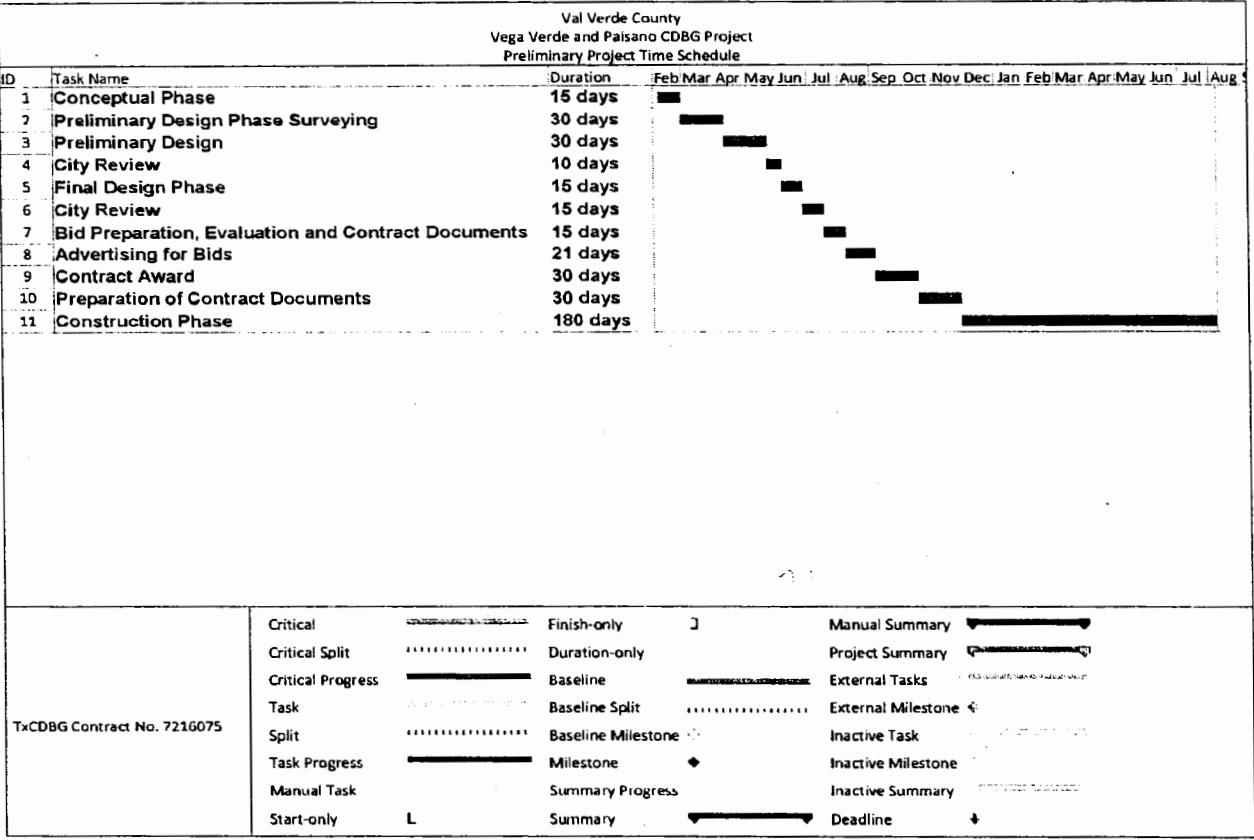 Val Verde County
Vega Verde and Paisano CDBG Project
Preliminary Project Time Schedule
ID Task Name Duration Feb Mar Apr May Jun Jul Aug Sep Oct Nov Dec Jan Feb Mar Apr May Jun Jul Aug S
1 Conceptual Phase 15 days
2 Preliminary Design Phase Surveying 30 days
3 Preliminary Design 30 days
4 City Review 10 days
5 Final Design Phase 15 days
6 City Review 15 days
7 Bid Preparation, Evaluation and Contract Documents 15 days
8 Advertising for Bids 21 days
9 Contract Award 30 days
10 Preparation of Contract Documents 30 days
11 Construction Phase 180 days
TxCDBG Contract No. 7216075
Critical Finish-only Manual Summary
Critical Split Duration-only Project Summary
Critical Progress Baseline External Tasks
Task Baseline Split External Milestone
Split Baseline Milestone Inactive Task
Task Progress Milestone Inactive Milestone
Manual Task Summary Progress Inactive Summary
Start-only Summary Deadline